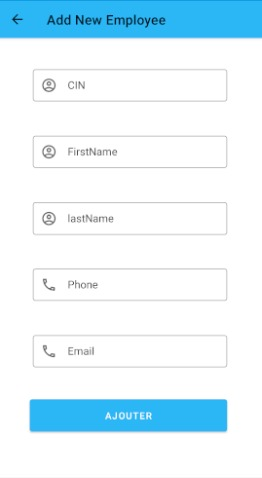 Add New Employee
CIN
FirstName
lastName
Phone
Email
AJOUTER